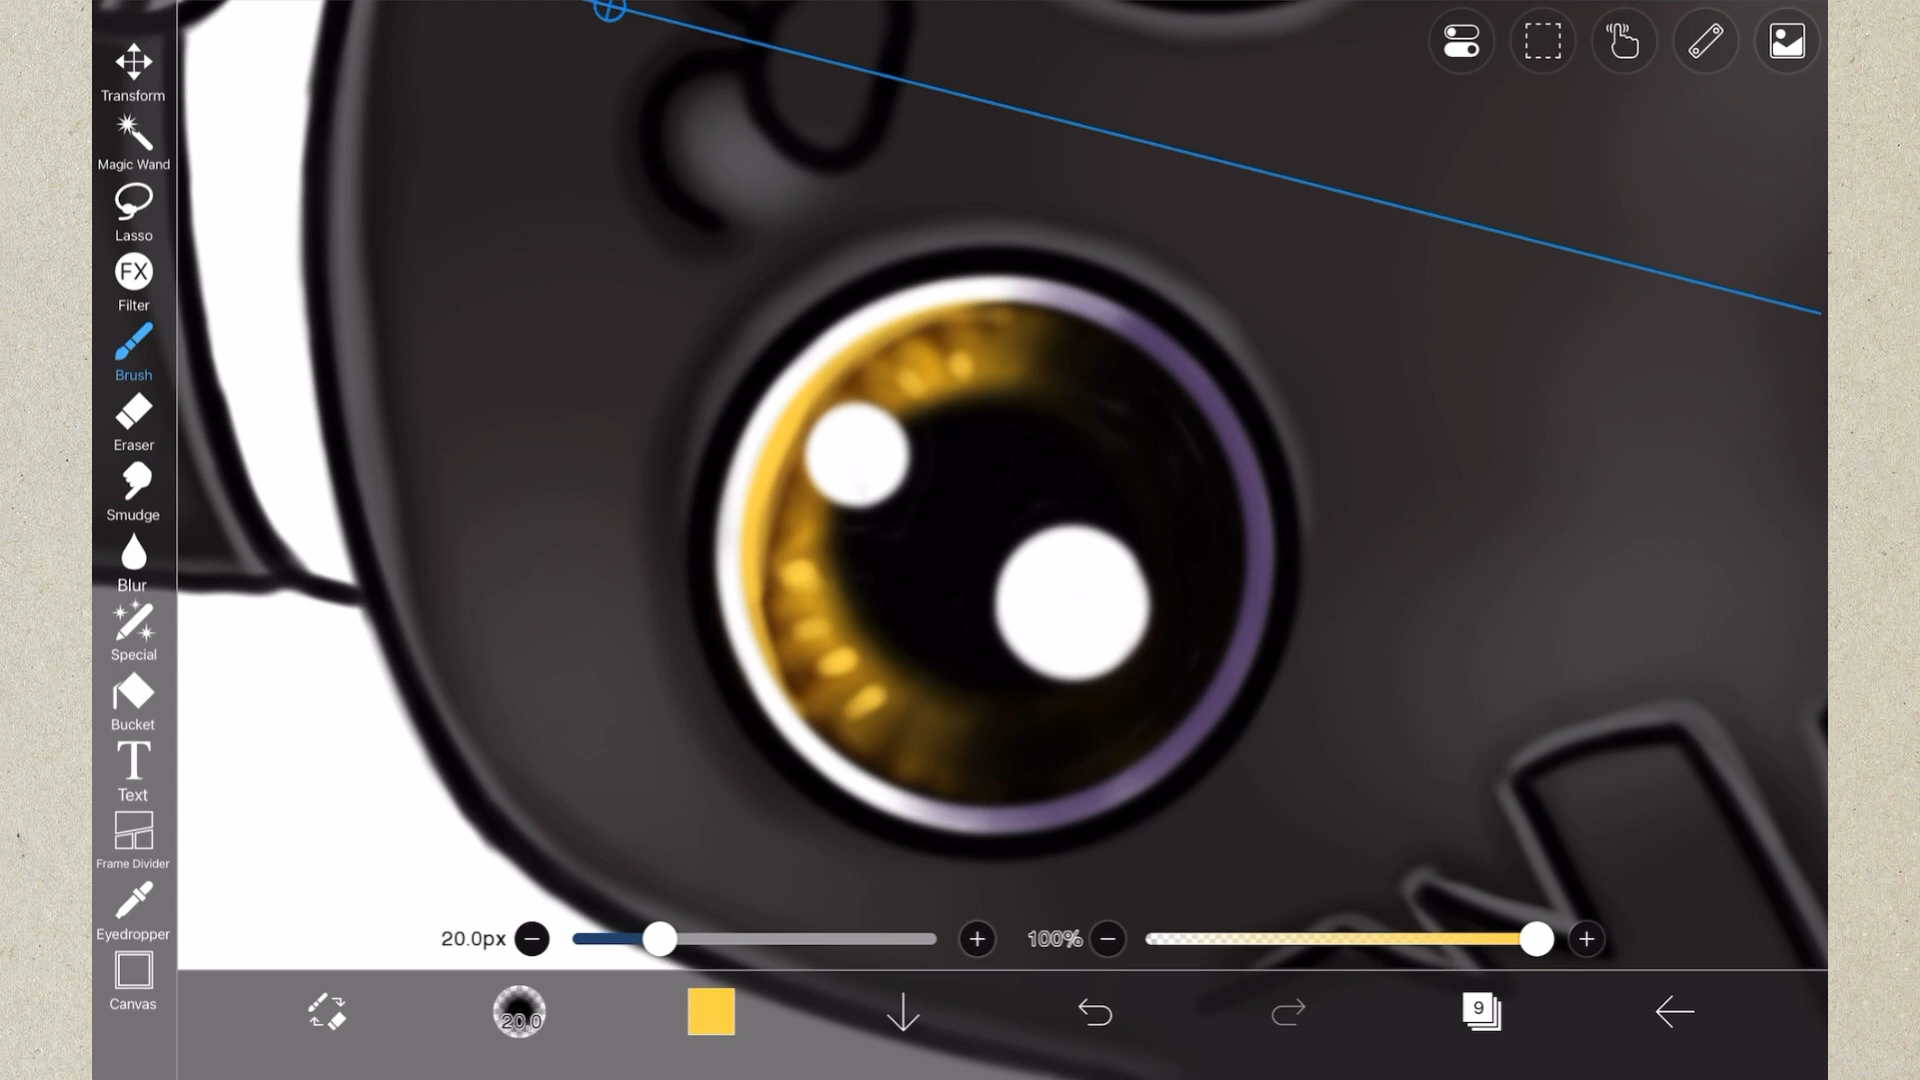 Transform
Magic Wand
Lasso
FX
Filter
Brush
Eraser
Smudge
Blur
Special
Bucket
T
Text
Frame Divider
Eyedropper
Canvas
20.0px
100%
20.0
9